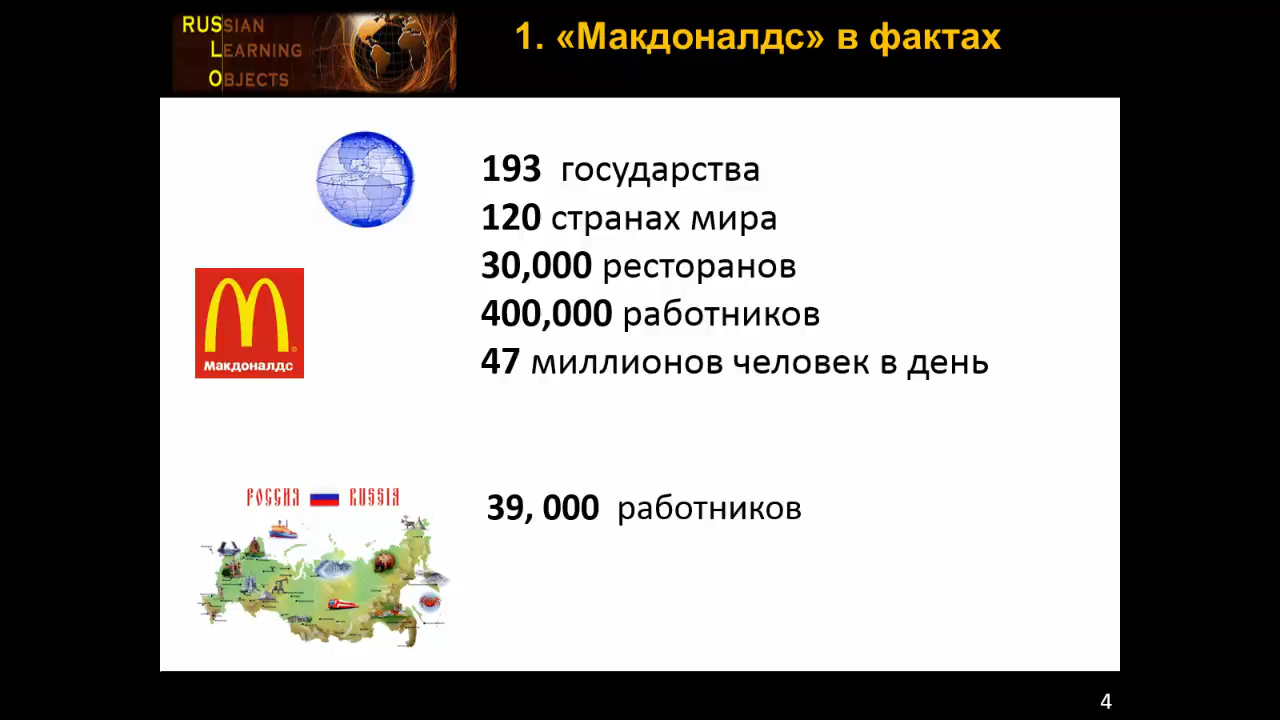 RUSSIAN
LEARNING
OBJECTS
1. «Макдоналдс» в фактах
193 государства
120 странах мира
30,000 ресторанов
400,000 работников
47 миллионов человек в день
Макдоналдс
РОССИЯ RUSSIA
39, 000 работников
4